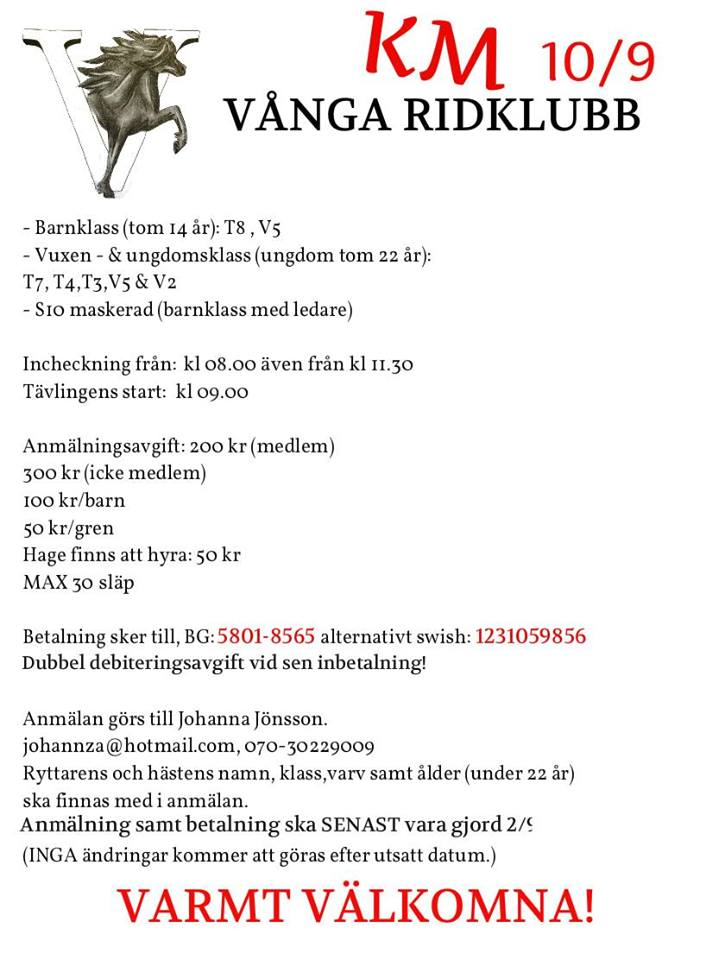 V
KM 10/9
VÅNGA RIDKLUBB
- Barnklass (tom 14 år): T8 , V5
- Vuxen - & ungdomsklass (ungdom tom 22 år):
T7, T4,T3,V5 & V2
- S10 maskerad (barnklass med ledare)
Incheckning från: kl 08.00 även från kl 11.30
Tävlingens start: kl 09.00
Anmälningsavgift: 200 kr (medlem)
300 kr (icke medlem)
100 kr/barn
50 kr/gren
Hage finns att hyra: 50 kr
MAX 30 släp
Betalning sker till, BG: 5801-8565 alternativt swish: 1231059856
Dubbel debiteringsavgift vid sen inbetalning!
Anmälan görs till Johanna Jönsson.
johannza@hotmail.com, 070-30229009
Ryttarens och hästens namn, klass,varv samt ålder (under 22 år)
ska finnas med i anmälan.
Anmälning samt betalning ska SENAST vara gjord 2/9
(INGA ändringar kommer att göras efter utsatt datum.)
VARMT VÄLKOMNA!